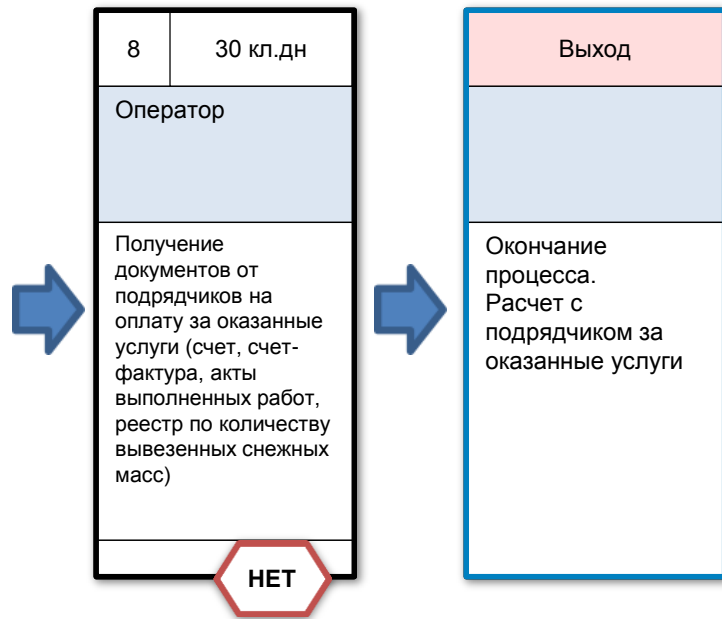 8
30 кл.дн
Оператор
Получение
документов от
подрядчиков на
оплату за оказанные
услуги (счет, счет-
фактура, акты
выполненных работ,
реестр по количеству
вывезенных снежных
масс)
НЕТ
Выход
Окончание
процесса.
Расчет с
подрядчиком за
оказанные услуги